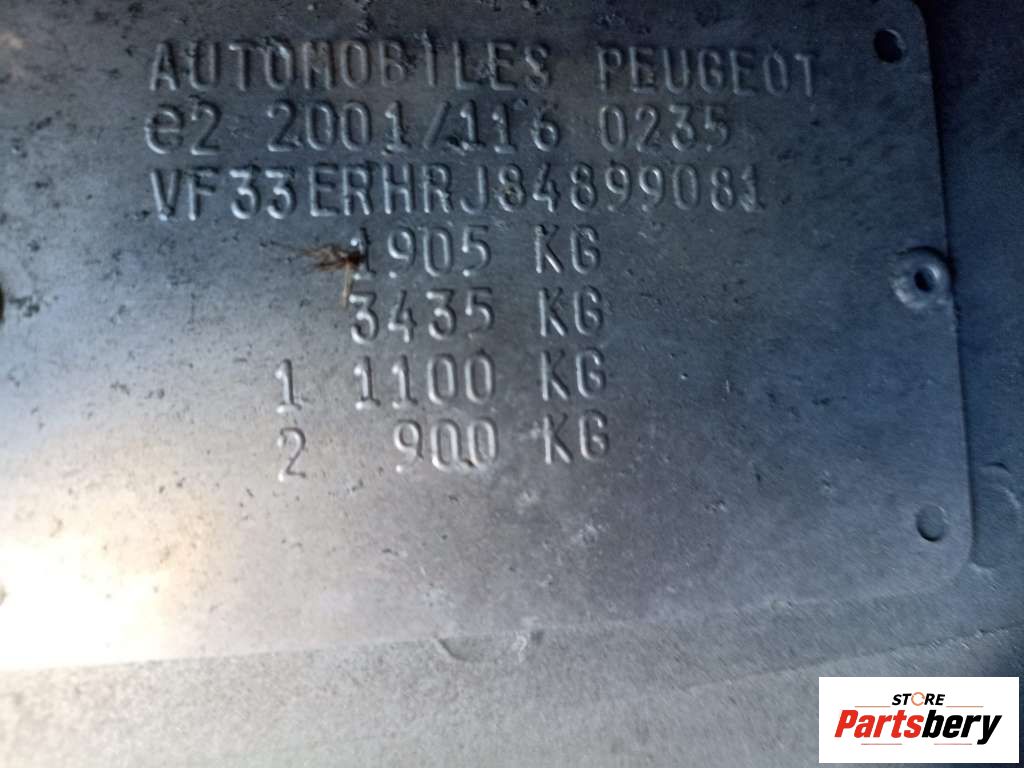 AUTOMOBILES PEUGEOT
e2 2001/116 0235
VF33ERHRJ84899081
1905 KG
3435 KG
1 1100 KG
2 900 KG
STORE
Partsbery